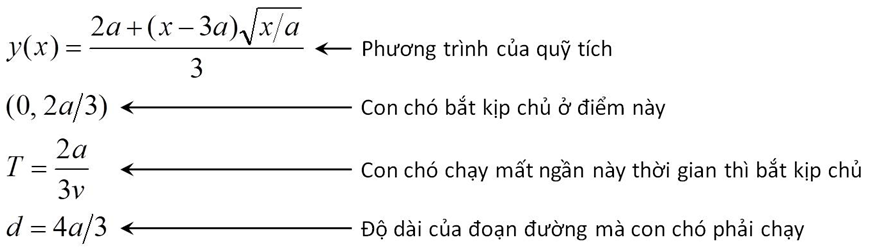 y(x) = (2a + (x − 3a)√(x/a)) / 3 ← Phương trình của quỹ tích
(0, 2a/3) ← Con chó bắt kịp chủ ở điểm này
T = 2a / 3v ← Con chó chạy mất ngần này thời gian thì bắt kịp chủ
d = 4a/3 ← Độ dài của đoạn đường mà con chó phải chạy